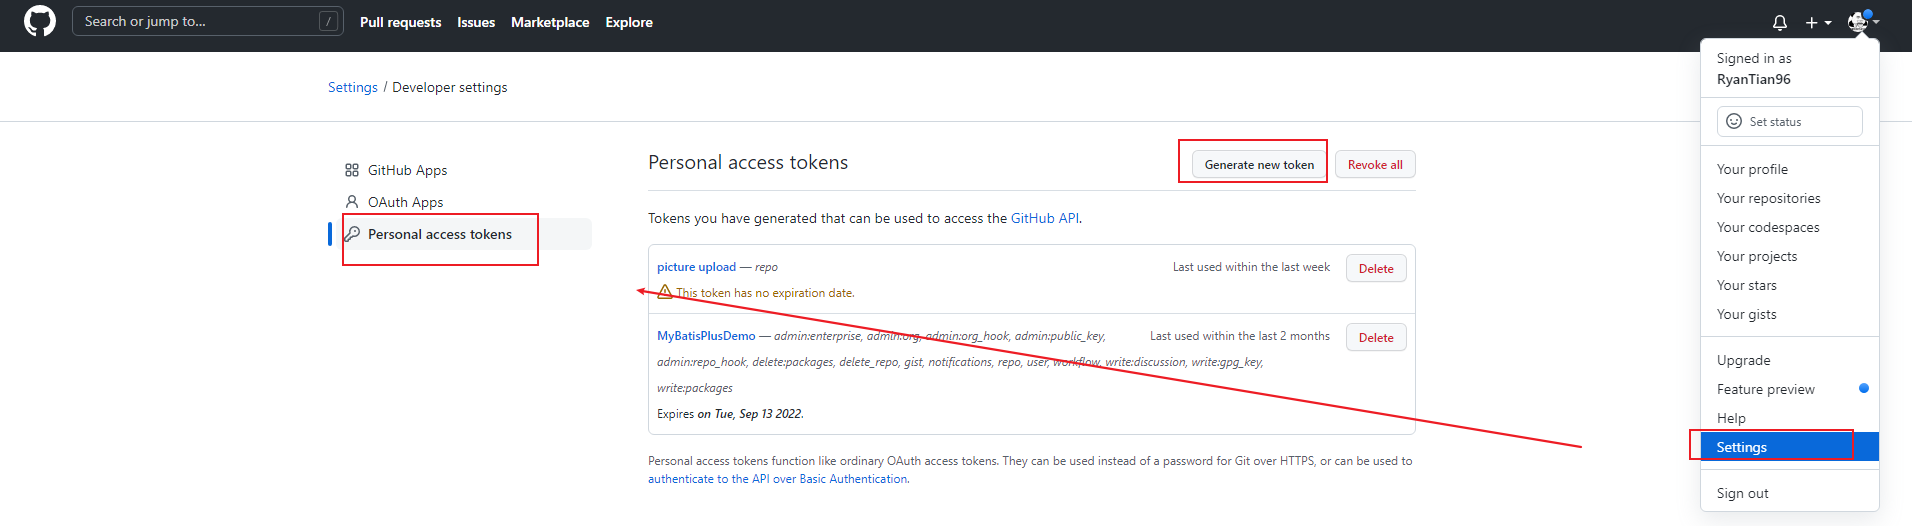 Search or jump to...
/
Pull requests
Issues
Marketplace
Explore
Settings / Developer settings
GitHub Apps
OAuth Apps
Personal access tokens
Personal access tokens
Generate new token
Revoke all
Tokens you have generated that can be used to access the GitHub API.
picture upload — repo
Last used within the last week
Delete
This token has no expiration date.
MyBatisPlusDemo — admin:enterprise, admin:org, admin:org_hook, admin:public_key,
Last used within the last 2 months
Delete
admin:repo_hook, delete:packages, delete_repo, gist, notifications, repo, user, workflow, write:discussion, write:gpg_key,
write:packages
Expires on Tue, Sep 13 2022.
Personal access tokens function like ordinary OAuth access tokens. They can be used instead of a password for Git over HTTPS, or can be used to
authenticate to the API over Basic Authentication.
Signed in as
RyanTian96
Set status
Your profile
Your repositories
Your codespaces
Your projects
Your stars
Your gists
Upgrade
Feature preview
Help
Settings
Sign out